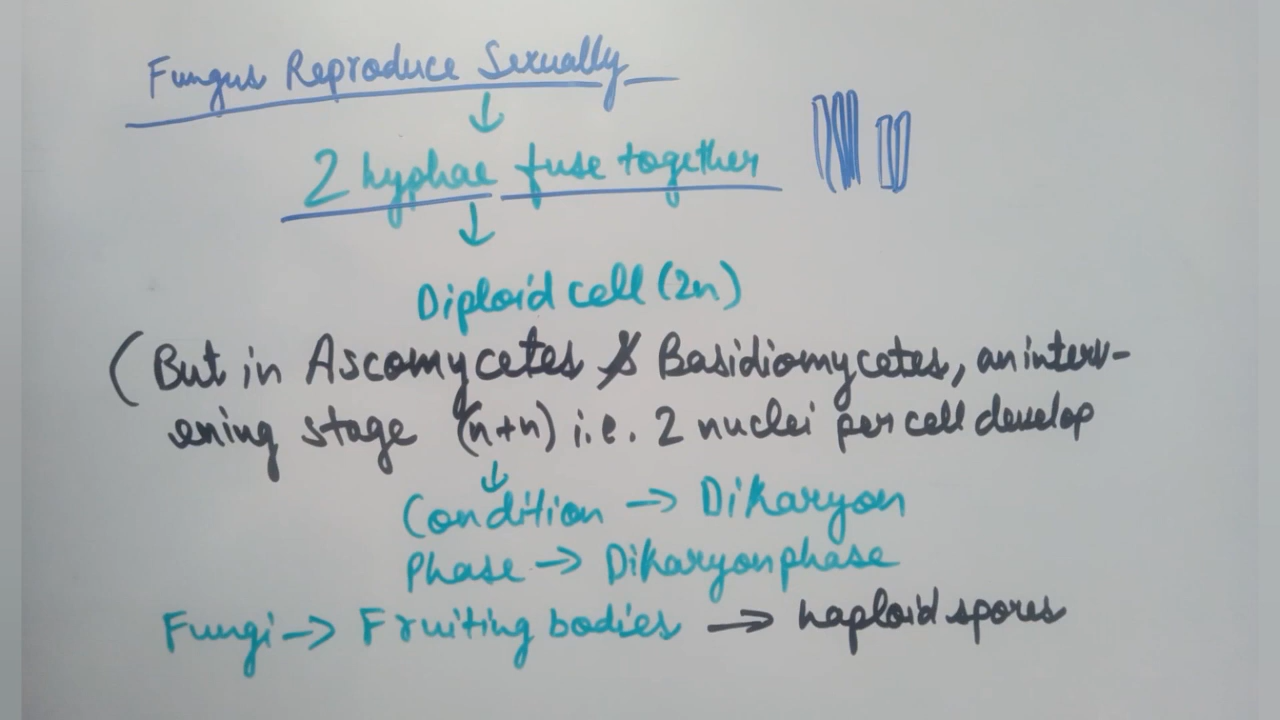 Fungus Reproduce Sexually
↓
2 hyphae fuse together
↓
Diploid cell (2n)
(But in Ascomycetes & Basidiomycetes, an interv-
ening stage (n+n) i.e. 2 nuclei per cell develop
↓
Condition → Dikaryon
Phase → Dikaryonphase
Fungi → Fruiting bodies → haploid spores